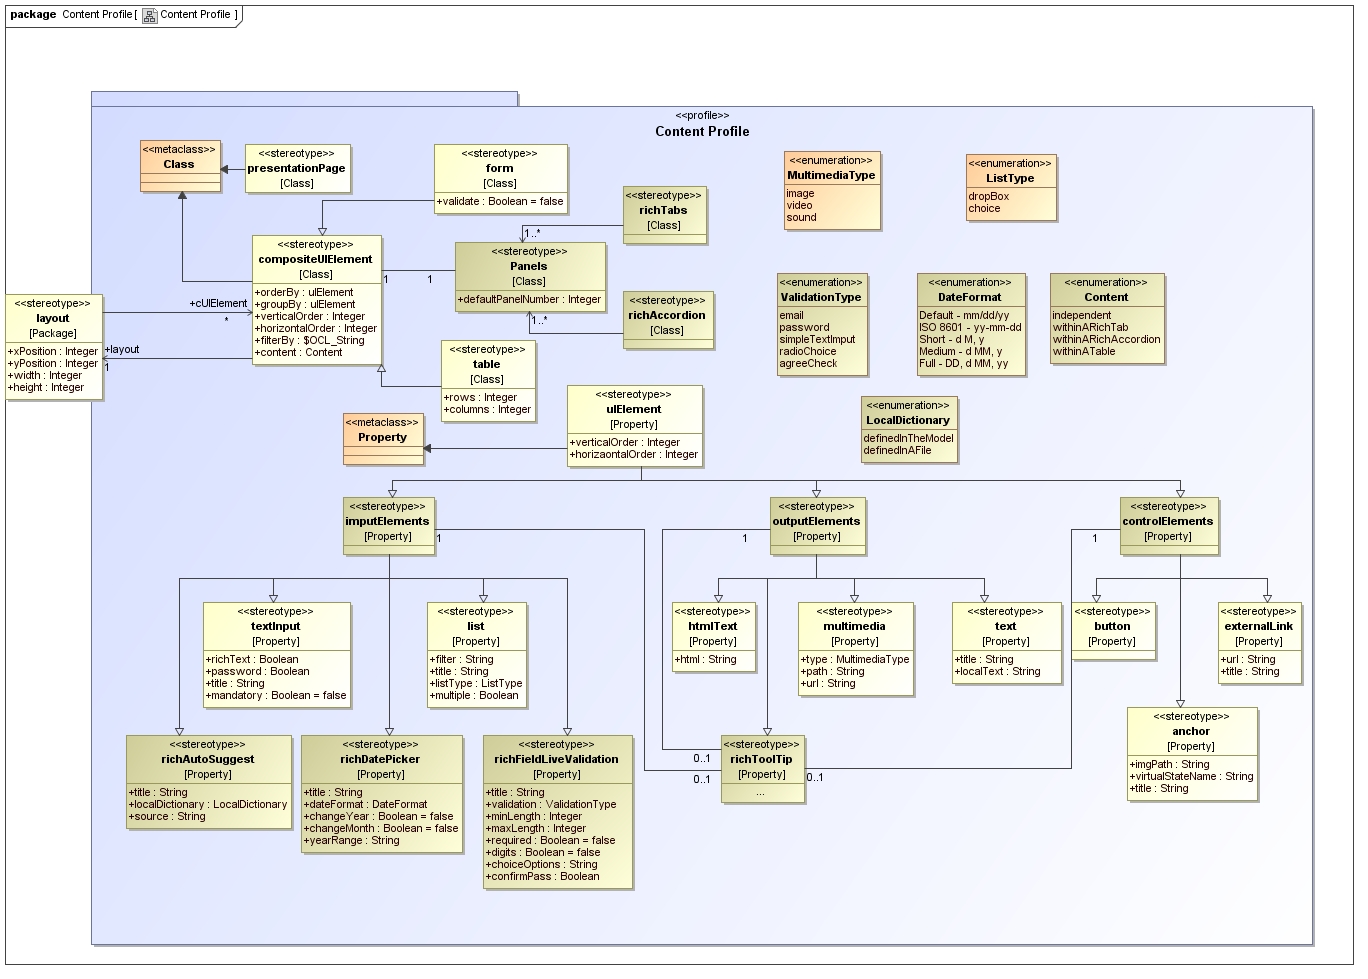 package Content Profile[ Content Profile ]
<<profile>>
Content Profile
<<metaclass>>
Class
<<stereotype>>
presentationPage
[Class]
<<stereotype>>
form
[Class]
+validate : Boolean = false
<<stereotype>>
richTabs
[Class]
<<enumeration>>
MultimediaType
image
video
sound
<<enumeration>>
ListType
dropBox
choice
<<stereotype>>
compositeUIElement
[Class]
+orderBy : uIElement
+groupBy : uIElement
+verticalOrder : Integer
+horizontalOrder : Integer
+filterBy : $OCL_String
+content : Content
1
1
1..*
<<stereotype>>
Panels
[Class]
+defaultPanelNumber : Integer
1..*
<<stereotype>>
richAccordion
[Class]
<<enumeration>>
ValidationType
email
password
simpleTextImput
radioChoice
agreeCheck
<<enumeration>>
DateFormat
Default - mm/dd/yy
ISO 8601 - yy-mm-dd
Short - d M, y
Medium - d MM, y
Full - DD, d MM, yy
<<enumeration>>
Content
independent
withinARichTab
withinARichAccordion
withinATable
<<stereotype>>
layout
[Package]
+xPosition : Integer
+yPosition : Integer
+width : Integer
+height : Integer
+cUIElement
*
+layout
1
<<stereotype>>
table
[Class]
+rows : Integer
+columns : Integer
<<metaclass>>
Property
<<stereotype>>
uIElement
[Property]
+verticalOrder : Integer
+horizaontalOrder : Integer
<<enumeration>>
LocalDictionary
definedInTheModel
definedInAFile
<<stereotype>>
imputElements
[Property]
1
<<stereotype>>
outputElements
[Property]
1
<<stereotype>>
controlElements
[Property]
1
<<stereotype>>
textInput
[Property]
+richText : Boolean
+password : Boolean
+title : String
+mandatory : Boolean = false
<<stereotype>>
list
[Property]
+filter : String
+title : String
+listType : ListType
+multiple : Boolean
<<stereotype>>
htmlText
[Property]
+html : String
<<stereotype>>
multimedia
[Property]
+type : MultimediaType
+path : String
+url : String
<<stereotype>>
text
[Property]
+title : String
+localText : String
<<stereotype>>
button
[Property]
<<stereotype>>
externalLink
[Property]
+url : String
+title : String
<<stereotype>>
richAutoSuggest
[Property]
+title : String
+localDictionary : LocalDictionary
+source : String
<<stereotype>>
richDatePicker
[Property]
+title : String
+dateFormat : DateFormat
+changeYear : Boolean = false
+changeMonth : Boolean = false
+yearRange : String
<<stereotype>>
richFieldLiveValidation
[Property]
+title : String
+validation : ValidationType
+minLength : Integer
+maxLength : Integer
+required : Boolean = false
+digits : Boolean = false
+choiceOptions : String
+confirmPass : Boolean
0..1
0..1
<<stereotype>>
richToolTip
[Property]
...
0..1
<<stereotype>>
anchor
[Property]
+imgPath : String
+virtualStateName : String
+title : String